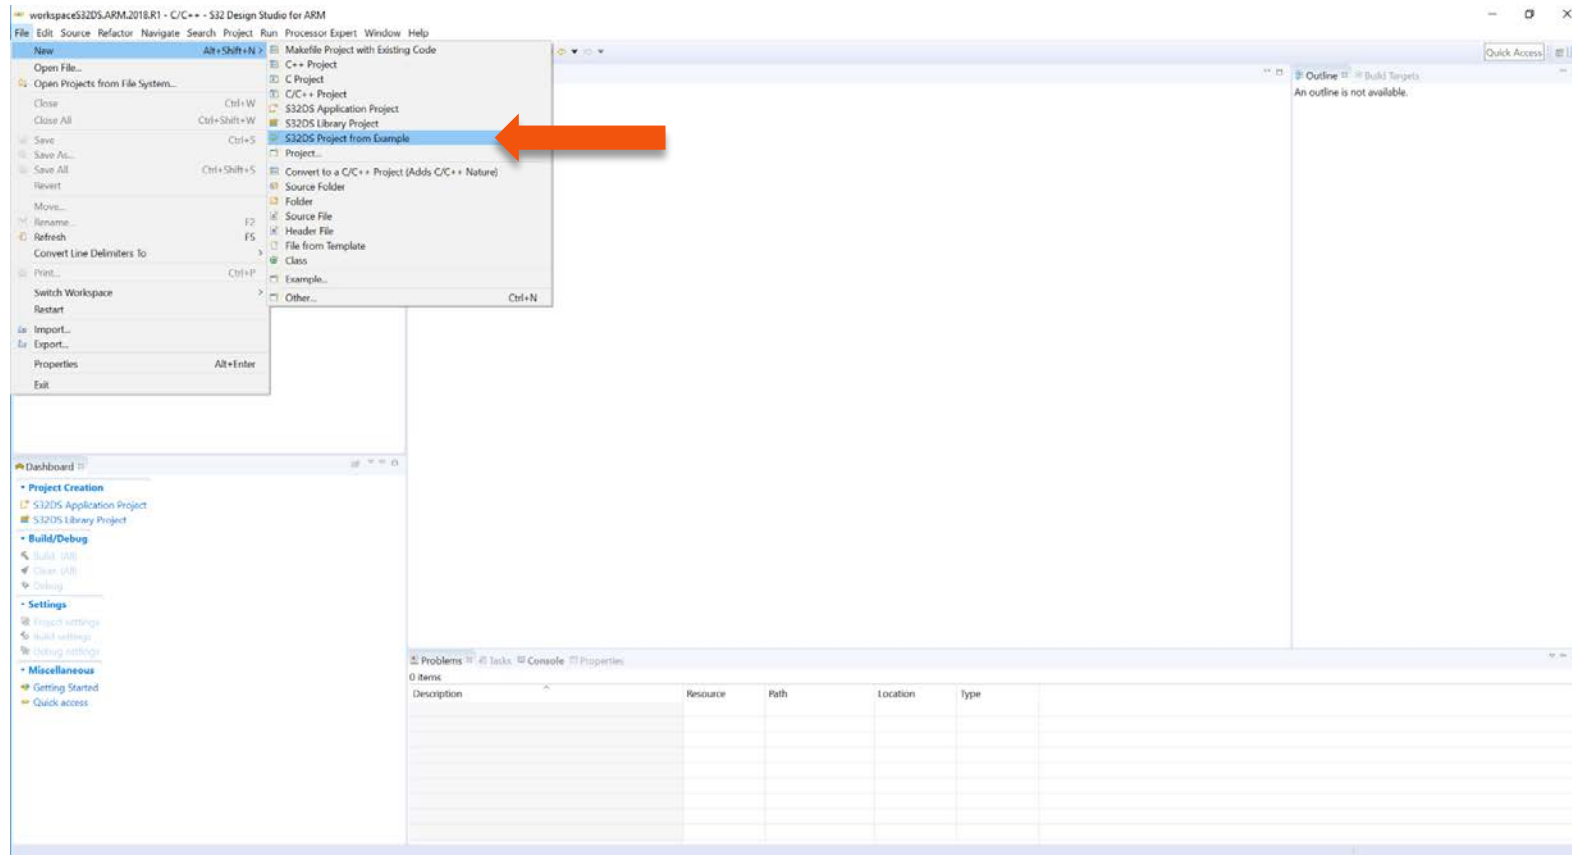 workspaceS32DS.ARM.2018.R1 - C/C++ - S32 Design Studio for ARM
File Edit Source Refactor Navigate Search Project Run Processor Expert Window Help
New Alt+Shift+N >
Open File...
Open Projects from File System...
Close Ctrl+W
Close All Ctrl+Shift+W
Save Ctrl+S
Save As...
Save All Ctrl+Shift+S
Revert
Move...
Rename... F2
Refresh F5
Convert Line Delimiters To >
Print... Ctrl+P
Switch Workspace >
Restart
Import...
Export...
Properties Alt+Enter
Exit
Makefile Project with Existing Code
C++ Project
C Project
C/C++ Project
S32DS Application Project
S32DS Library Project
S32DS Project from Example
Project...
Convert to a C/C++ Project (Adds C/C++ Nature)
Source Folder
Folder
Source File
Header File
File from Template
Class
Example...
Other... Ctrl+N
Quick Access
Outline Build Targets
An outline is not available.
Dashboard
Project Creation
S32DS Application Project
S32DS Library Project
Build/Debug
Build (All)
Clean (All)
Debug
Settings
Project settings
Build settings
Debug settings
Miscellaneous
Getting Started
Quick access
Problems Tasks Console Properties
0 items
Description Resource Path Location Type